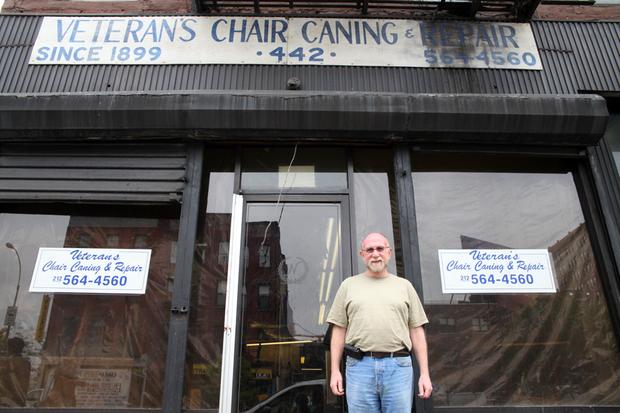 VETERAN'S CHAIR CANING & REPAIR
SINCE 1899 · 442 · 564-4560
Veteran's
Chair Caning & Repair
212 564-4560
Veteran's
Chair Caning & Repair
212 564-4560